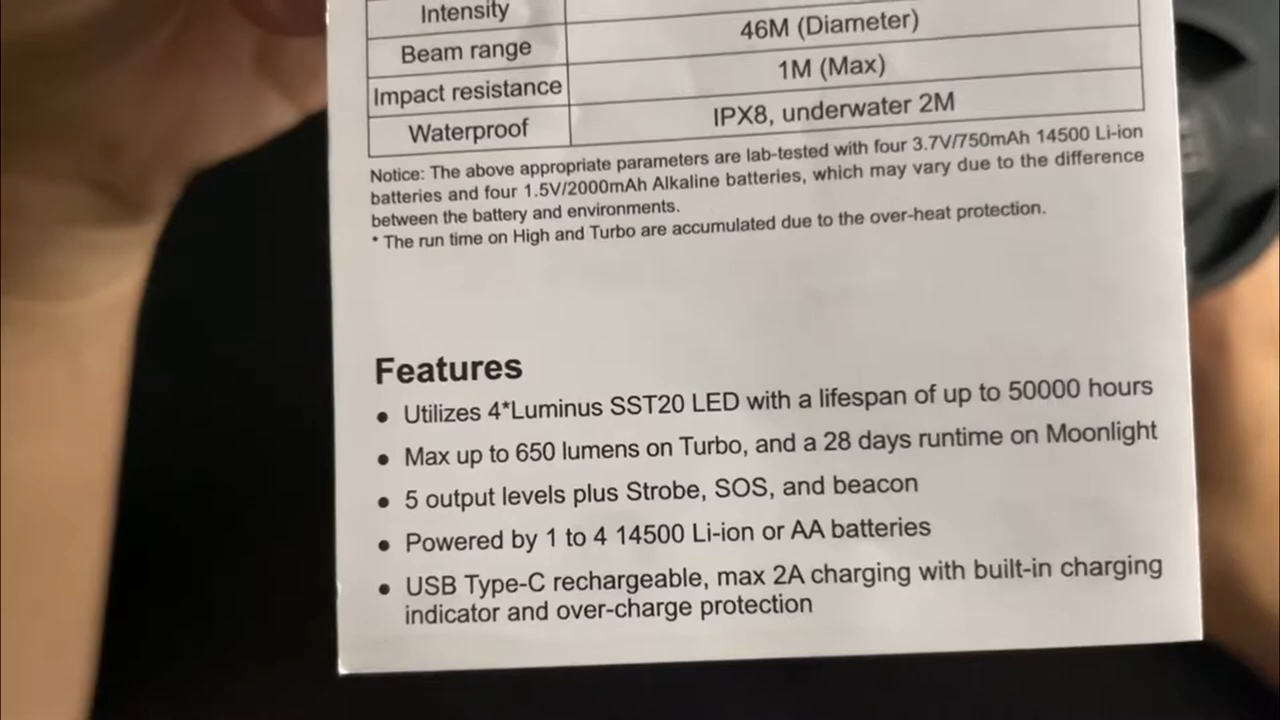 Intensity
Beam range 46M (Diameter)
Impact resistance 1M (Max)
Waterproof IPX8, underwater 2M
Notice: The above appropriate parameters are lab-tested with four 3.7V/750mAh 14500 Li-ion
batteries and four 1.5V/2000mAh Alkaline batteries, which may vary due to the difference
between the battery and environments.
* The run time on High and Turbo are accumulated due to the over-heat protection.
Features
● Utilizes 4*Luminus SST20 LED with a lifespan of up to 50000 hours
● Max up to 650 lumens on Turbo, and a 28 days runtime on Moonlight
● 5 output levels plus Strobe, SOS, and beacon
● Powered by 1 to 4 14500 Li-ion or AA batteries
● USB Type-C rechargeable, max 2A charging with built-in charging
indicator and over-charge protection